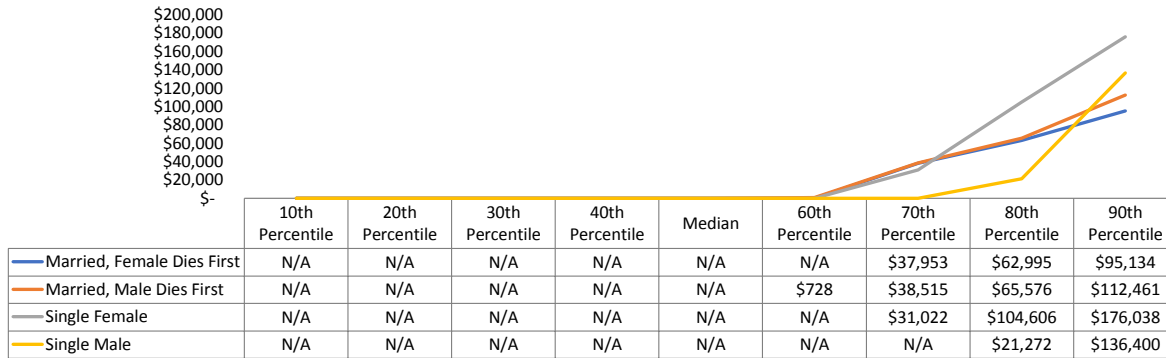 $200,000
$180,000
$160,000
$140,000
$120,000
$100,000
$80,000
$60,000
$40,000
$20,000
$-
10th Percentile 20th Percentile 30th Percentile 40th Percentile Median 60th Percentile 70th Percentile 80th Percentile 90th Percentile
Married, Female Dies First N/A N/A N/A N/A N/A N/A $37,953 $62,995 $95,134
Married, Male Dies First N/A N/A N/A N/A N/A $728 $38,515 $65,576 $112,461
Single Female N/A N/A N/A N/A N/A N/A $31,022 $104,606 $176,038
Single Male N/A N/A N/A N/A N/A N/A N/A $21,272 $136,400